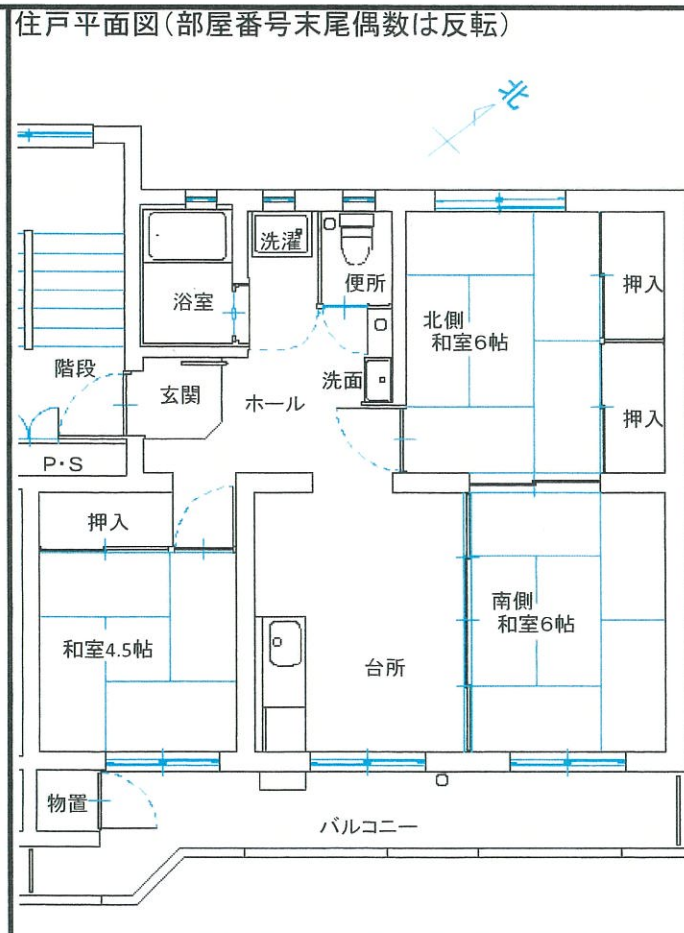 住戸平面図(部屋番号末尾偶数は反転)
北
洗濯
便所
浴室
押入
北側
和室6帖
階段
玄関
ホール
洗面
押入
P・S
押入
南側
和室6帖
和室4.5帖
台所
物置
バルコニー